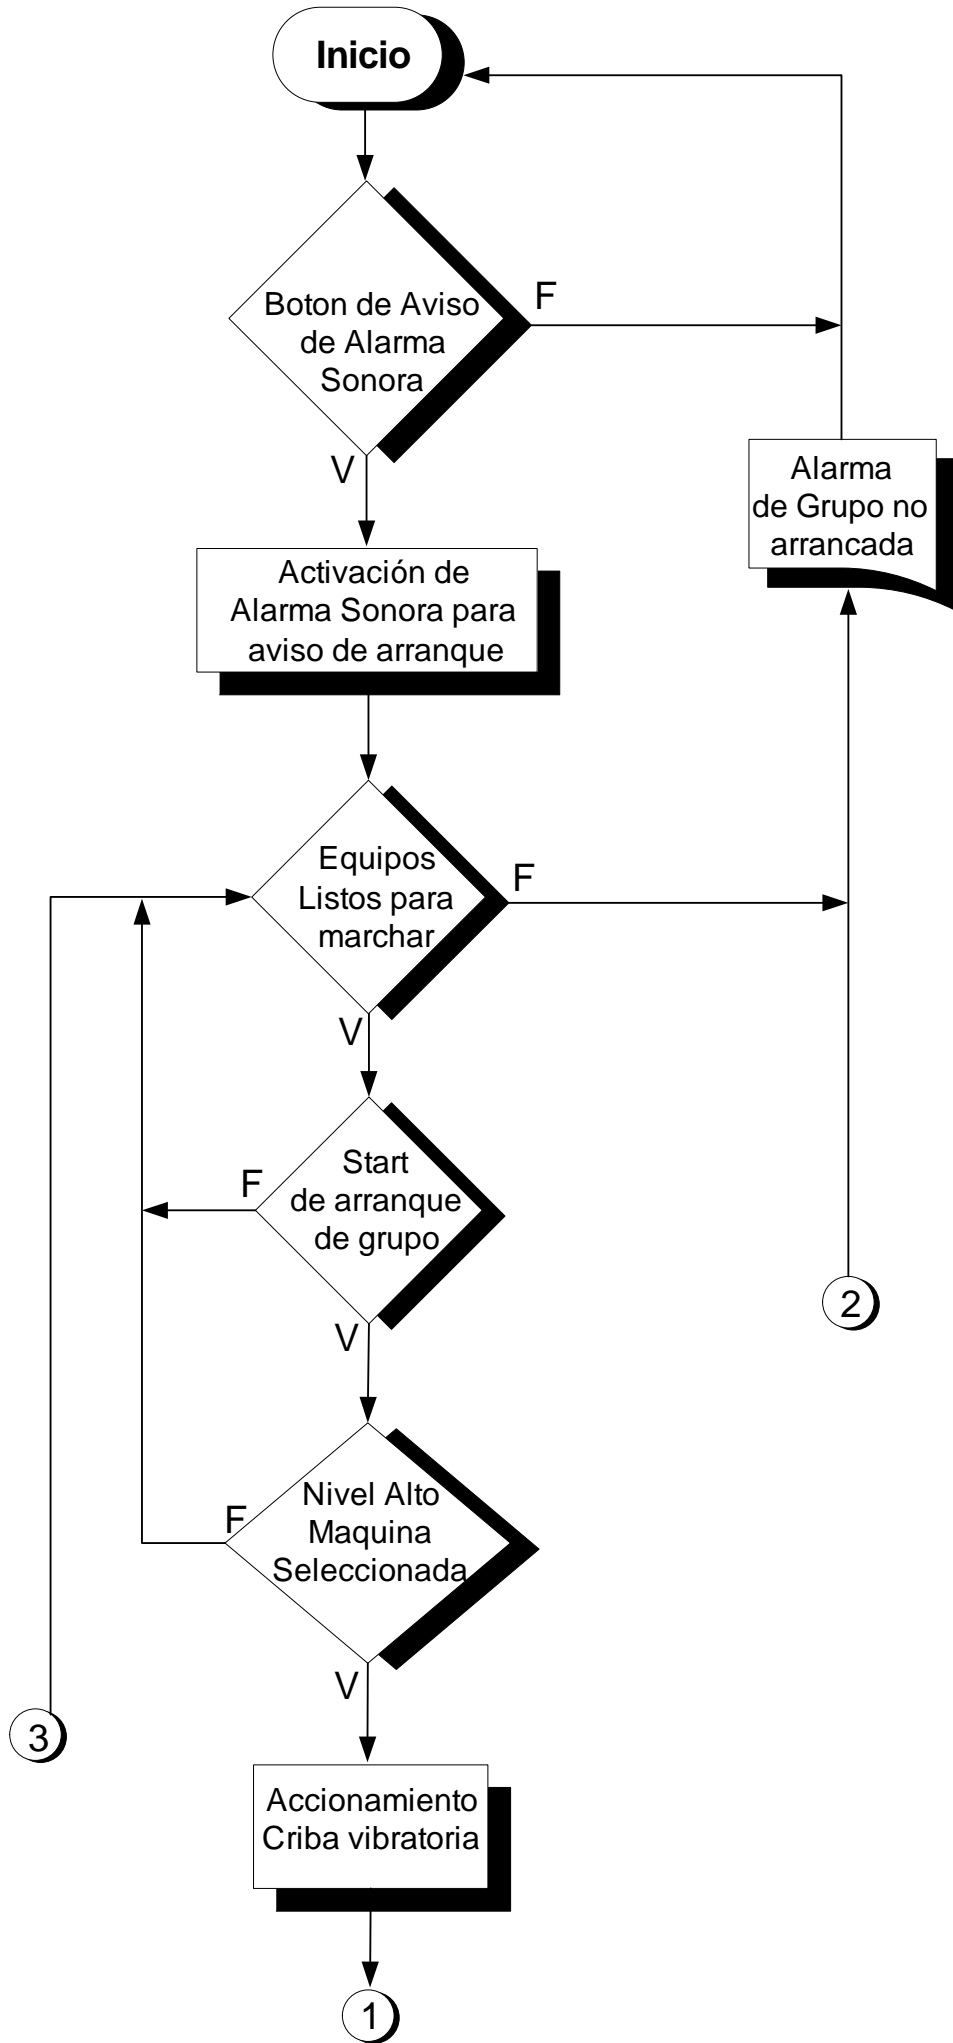 Inicio
Boton de Aviso
de Alarma
Sonora
F
V
Alarma
de Grupo no
arrancada
Activación de
Alarma Sonora para
aviso de arranque
Equipos
Listos para
marchar
F
V
Start
de arranque
de grupo
F
V
2
Nivel Alto
Maquina
Seleccionada
F
V
3
Accionamiento
Criba vibratoria
1